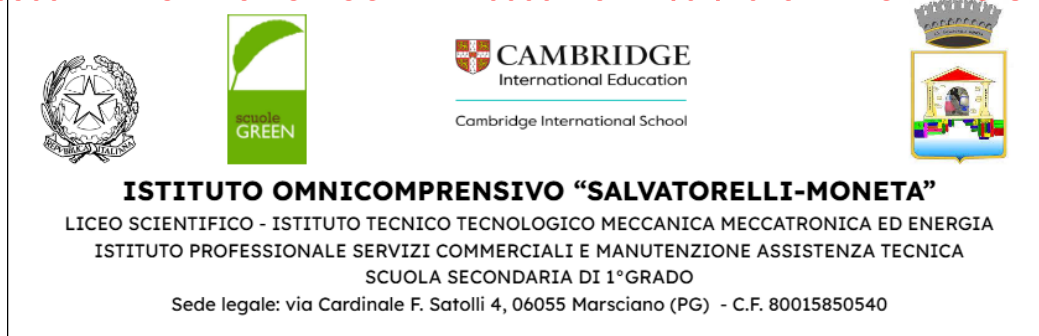 REPVBBLICA ITALIANA
scuole
GREEN
CAMBRIDGE
International Education
Cambridge International School
ISTITUTO OMNICOMPRENSIVO “SALVATORELLI-MONETA”
LICEO SCIENTIFICO - ISTITUTO TECNICO TECNOLOGICO MECCANICA MECCATRONICA ED ENERGIA
ISTITUTO PROFESSIONALE SERVIZI COMMERCIALI E MANUTENZIONE ASSISTENZA TECNICA
SCUOLA SECONDARIA DI 1°GRADO
Sede legale: via Cardinale F. Satolli 4, 06055 Marsciano (PG) - C.F. 80015850540